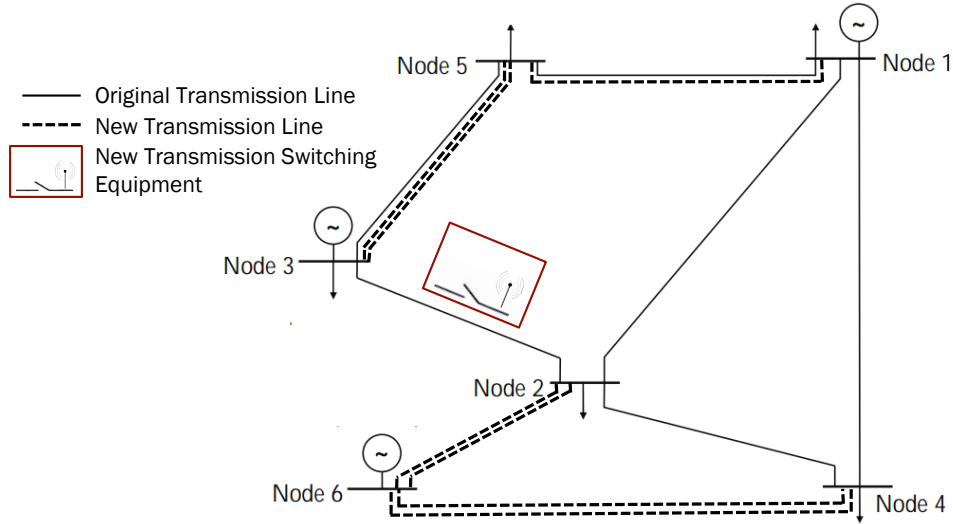 Node 5
Node 1
Original Transmission Line
New Transmission Line
New Transmission Switching
Equipment
~
~
Node 3
Node 2
~
Node 6
Node 4